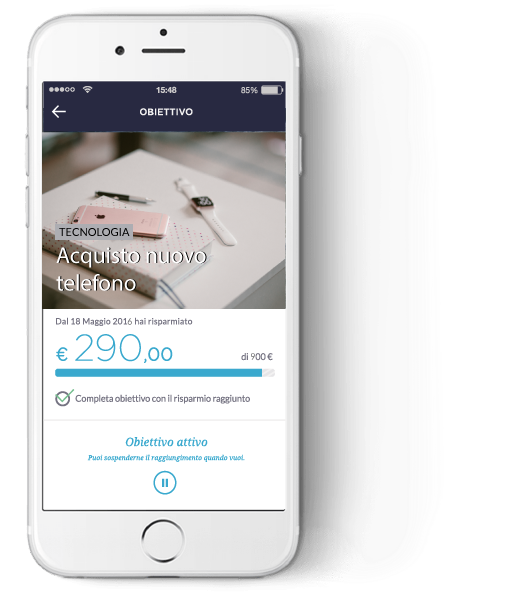 15:48
85%
OBIETTIVO
TECNOLOGIA
Acquisto nuovo
telefono
Dal 18 Maggio 2016 hai risparmiato
€ 290,00
di 900 €
Completa obiettivo con il risparmio raggiunto
Obiettivo attivo
Puoi sospenderne il raggiungimento quando vuoi.